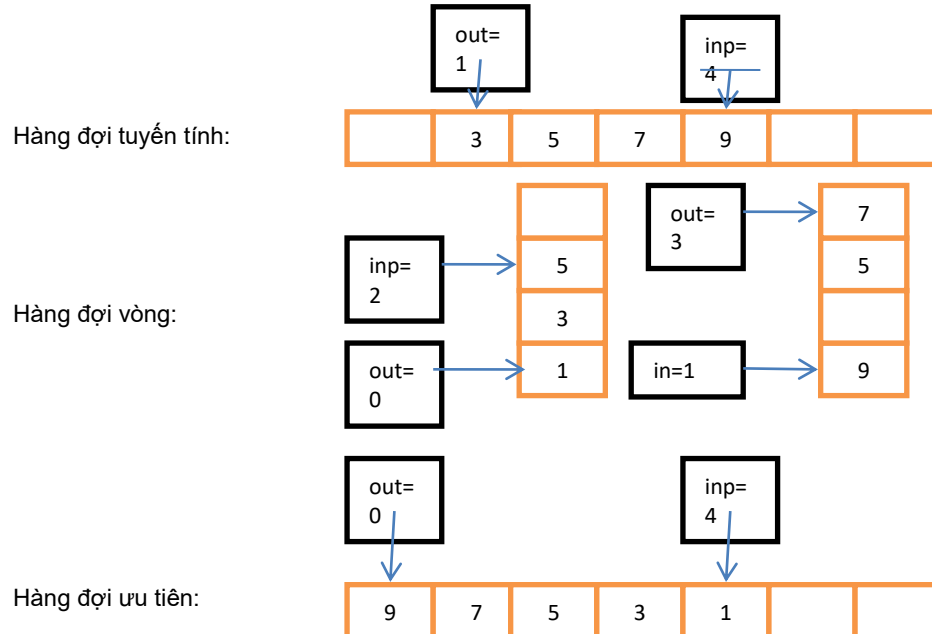 out=
1
inp=
4
Hàng đợi tuyến tính:
3 5 7 9
out=
3
7
inp=
2
5
5
Hàng đợi vòng:
3
out=
0
1
in=1
9
out=
0
inp=
4
Hàng đợi ưu tiên:
9 7 5 3 1